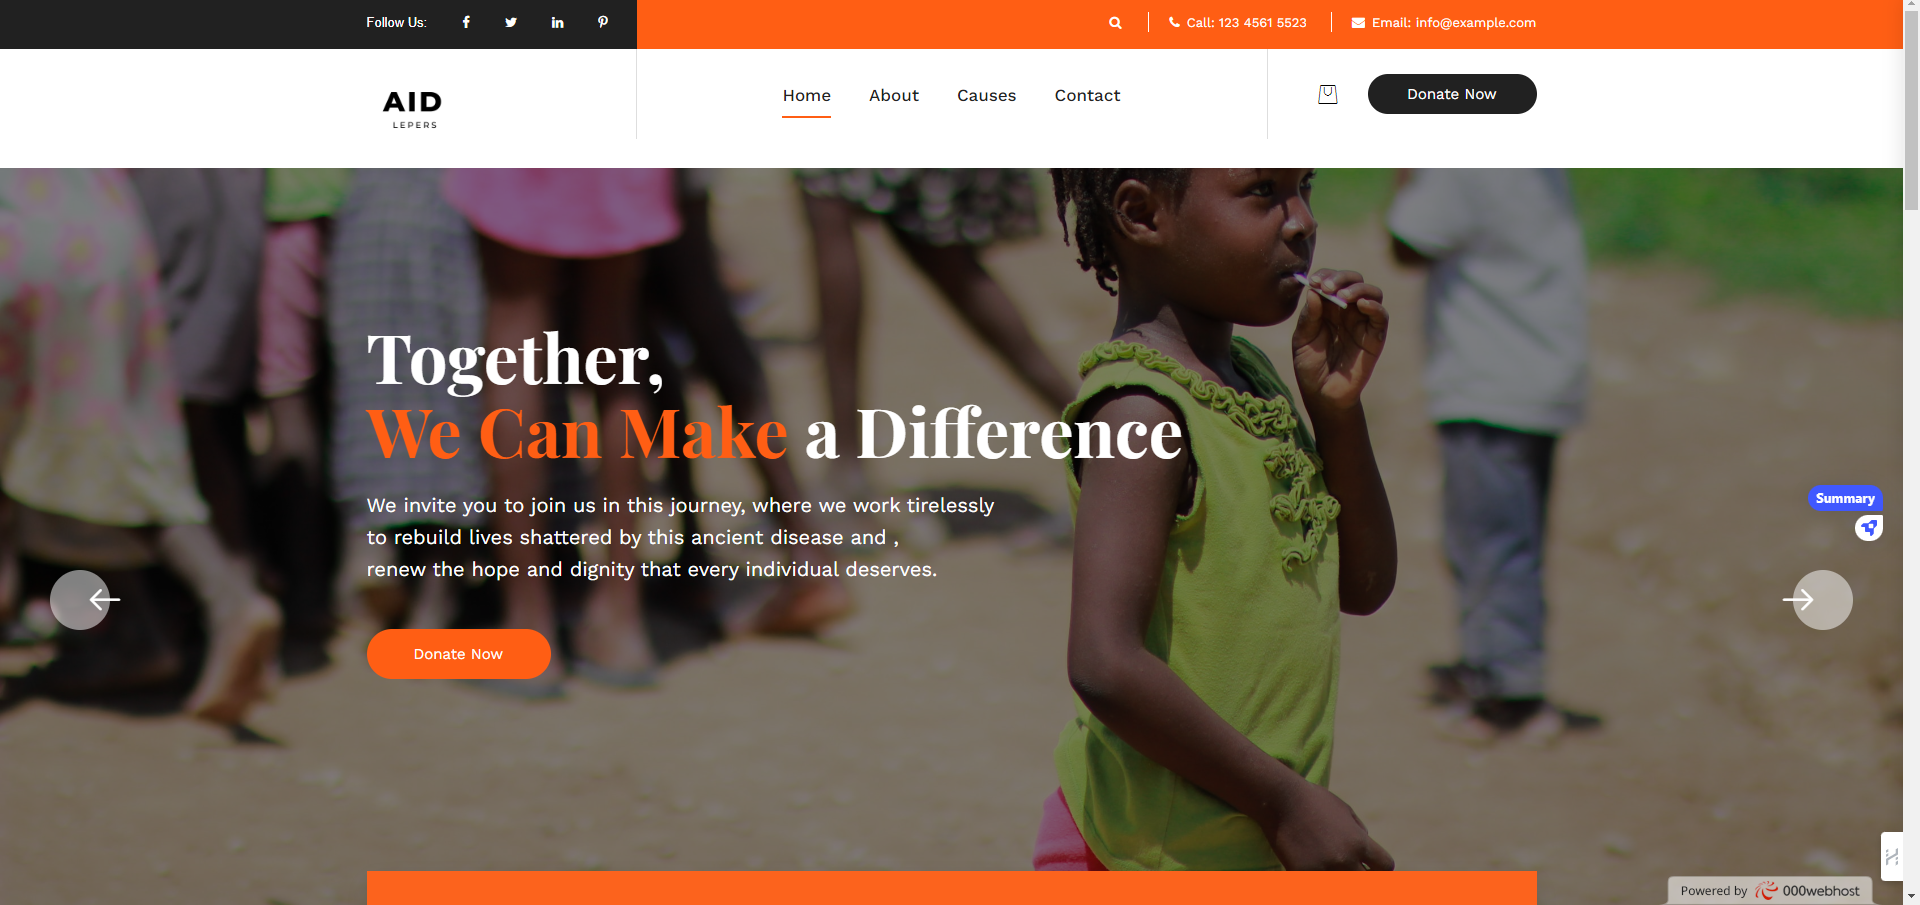 Follow Us:
Call: 123 4561 5523
Email: info@example.com
AID
LEPERS
Home
About
Causes
Contact
Donate Now
Together,
We Can Make a Difference
We invite you to join us in this journey, where we work tirelessly
to rebuild lives shattered by this ancient disease and ,
renew the hope and dignity that every individual deserves.
Donate Now
Summary
Powered by 000webhost